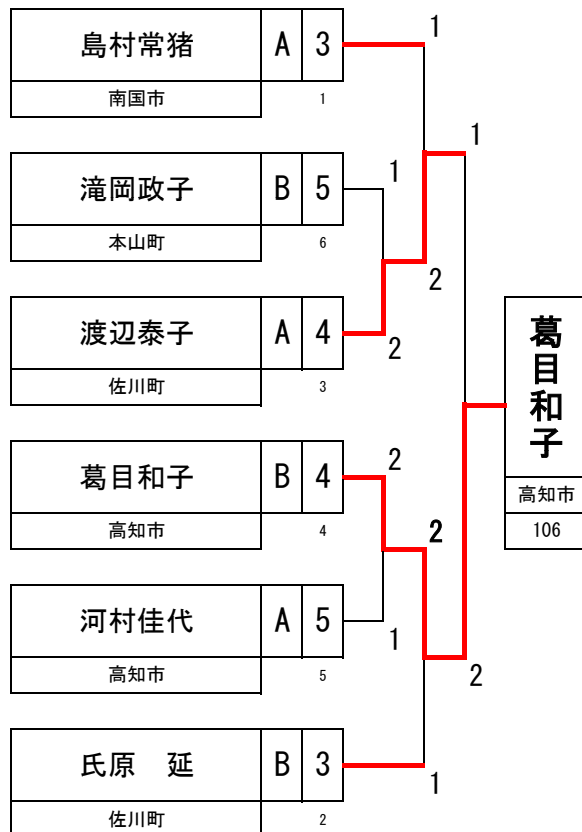 島村常猪 A 3
南国市 1
滝岡政子 B 5
本山町 6
渡辺泰子 A 4
佐川町 3
葛目和子 B 4
高知市 4
河村佳代 A 5
高知市 5
氏原　延 B 3
佐川町 2
1
1
2
2
2
1
1
1
2
2
葛目和子
高知市
106